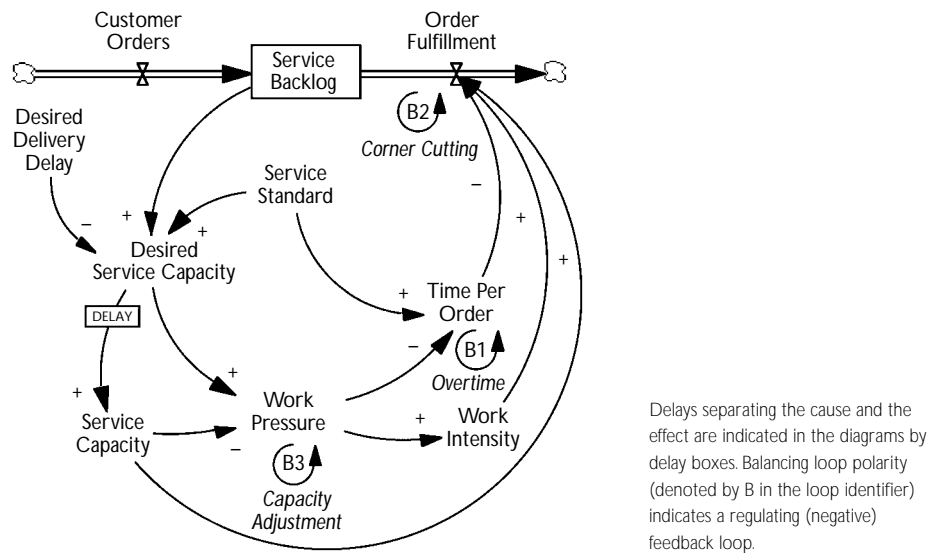 Customer
Orders
Order
Fulfillment
Service
Backlog
B2
Corner Cutting
Desired
Delivery
Delay
Service
Standard
–
+
–
+
+
+
Desired
Service Capacity
+
Time Per
Order
DELAY
–
B1
Overtime
+
+
Work
Pressure
+
Work
Intensity
Service
Capacity
–
B3
Capacity
Adjustment
Delays separating the cause and the
effect are indicated in the diagrams by
delay boxes. Balancing loop polarity
(denoted by B in the loop identifier)
indicates a regulating (negative)
feedback loop.